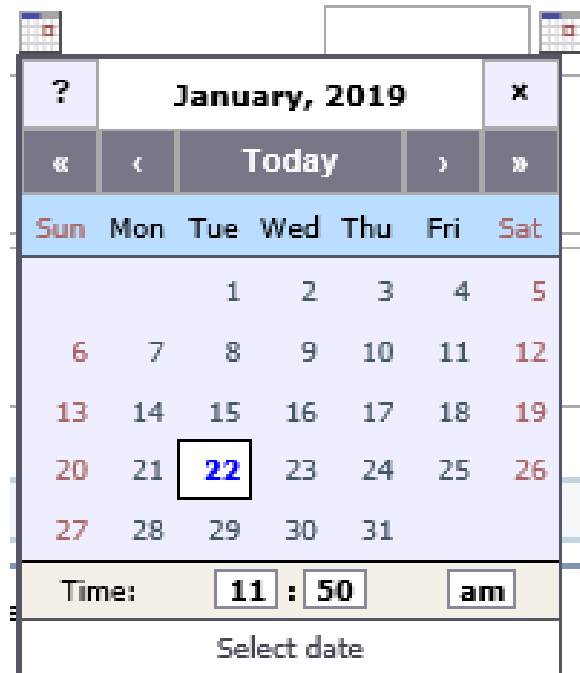 ? January, 2019 ×
« ‹ Today › »
Sun Mon Tue Wed Thu Fri Sat
1 2 3 4 5
6 7 8 9 10 11 12
13 14 15 16 17 18 19
20 21 22 23 24 25 26
27 28 29 30 31
Time: 11 : 50 am
Select date